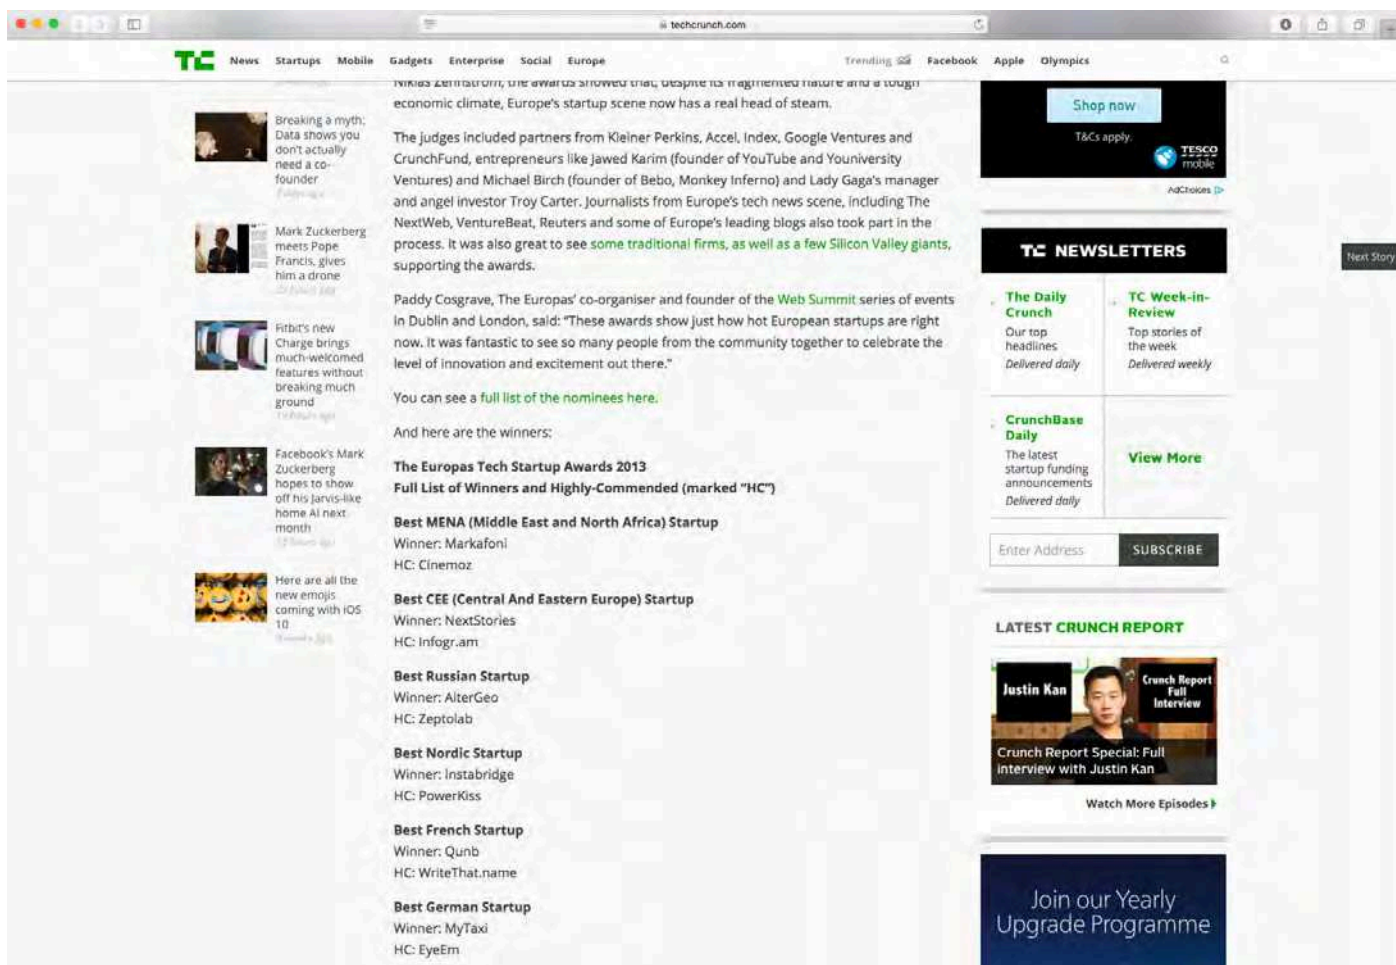 techcrunch.com
TC News Startups Mobile Gadgets Enterprise Social Europe Trending Facebook Apple Olympics
Breaking a myth:
Data shows you
don't actually
need a co-
founder
Mark Zuckerberg
meets Pope
Francis, gives
him a drone
Fitbit's new
Charge brings
much-welcomed
features without
breaking much
ground
Facebook's Mark
Zuckerberg
hopes to show
off his Jarvis-like
home AI next
month
Here are all the
new emojis
coming with iOS
10
Niklas Zennstrom, the awards showed that, despite its fragmented nature and a tough
economic climate, Europe's startup scene now has a real head of steam.
The judges included partners from Kleiner Perkins, Accel, Index, Google Ventures and
CrunchFund, entrepreneurs like Jawed Karim (founder of YouTube and Youniversity
Ventures) and Michael Birch (founder of Bebo, Monkey Inferno) and Lady Gaga's manager
and angel investor Troy Carter. Journalists from Europe's tech news scene, including The
NextWeb, VentureBeat, Reuters and some of Europe's leading blogs also took part in the
process. It was also great to see some traditional firms, as well as a few Silicon Valley giants,
supporting the awards.
Paddy Cosgrave, The Europas' co-organiser and founder of the Web Summit series of events
in Dublin and London, said: "These awards show just how hot European startups are right
now. It was fantastic to see so many people from the community together to celebrate the
level of innovation and excitement out there."
You can see a full list of the nominees here.
And here are the winners:
The Europas Tech Startup Awards 2013
Full List of Winners and Highly-Commended (marked "HC")
Best MENA (Middle East and North Africa) Startup
Winner: Markafoni
HC: Cinemoz
Best CEE (Central And Eastern Europe) Startup
Winner: NextStories
HC: Infogr.am
Best Russian Startup
Winner: AlterGeo
HC: Zeptolab
Best Nordic Startup
Winner: Instabridge
HC: PowerKiss
Best French Startup
Winner: Qunb
HC: WriteThat.name
Best German Startup
Winner: MyTaxi
HC: EyeEm
Shop now
T&Cs apply.
TESCO
mobile
AdChoices
TC NEWSLETTERS
The Daily
Crunch
Our top
headlines
Delivered daily
TC Week-in-
Review
Top stories of
the week
Delivered weekly
CrunchBase
Daily
The latest
startup funding
announcements
Delivered daily
View More
Enter Address
SUBSCRIBE
LATEST CRUNCH REPORT
Justin Kan
Crunch Report
Full
Interview
Crunch Report Special: Full
interview with Justin Kan
Watch More Episodes
Join our Yearly
Upgrade Programme
Next Story